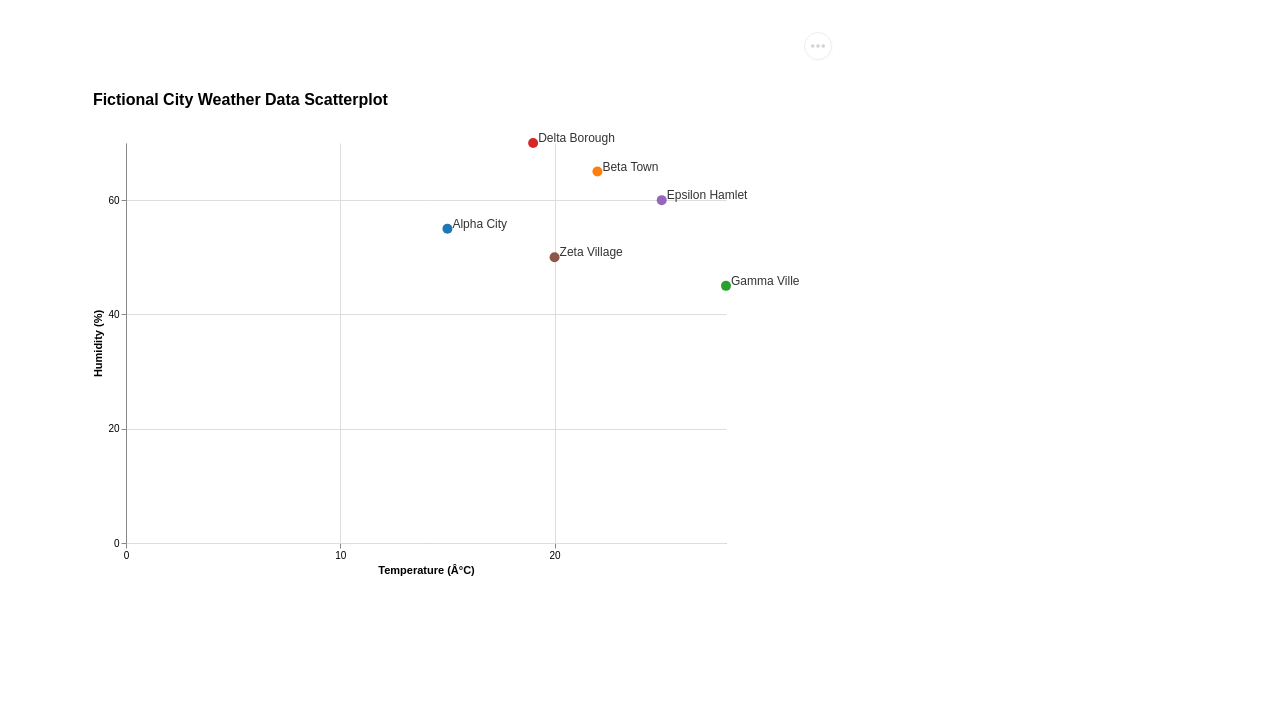 Fictional City Weather Data Scatterplot
Delta Borough
Beta Town
Epsilon Hamlet
60
Alpha City
Zeta Village
Gamma Ville
40
Humidity (%)
20
0
0 10 20
Temperature (Â°C)